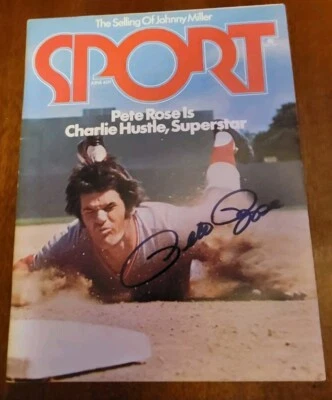 The Selling Of Johnny Miller
SPORT
Pete Rose Is
Charlie Hustle, Superstar
Pete Rose